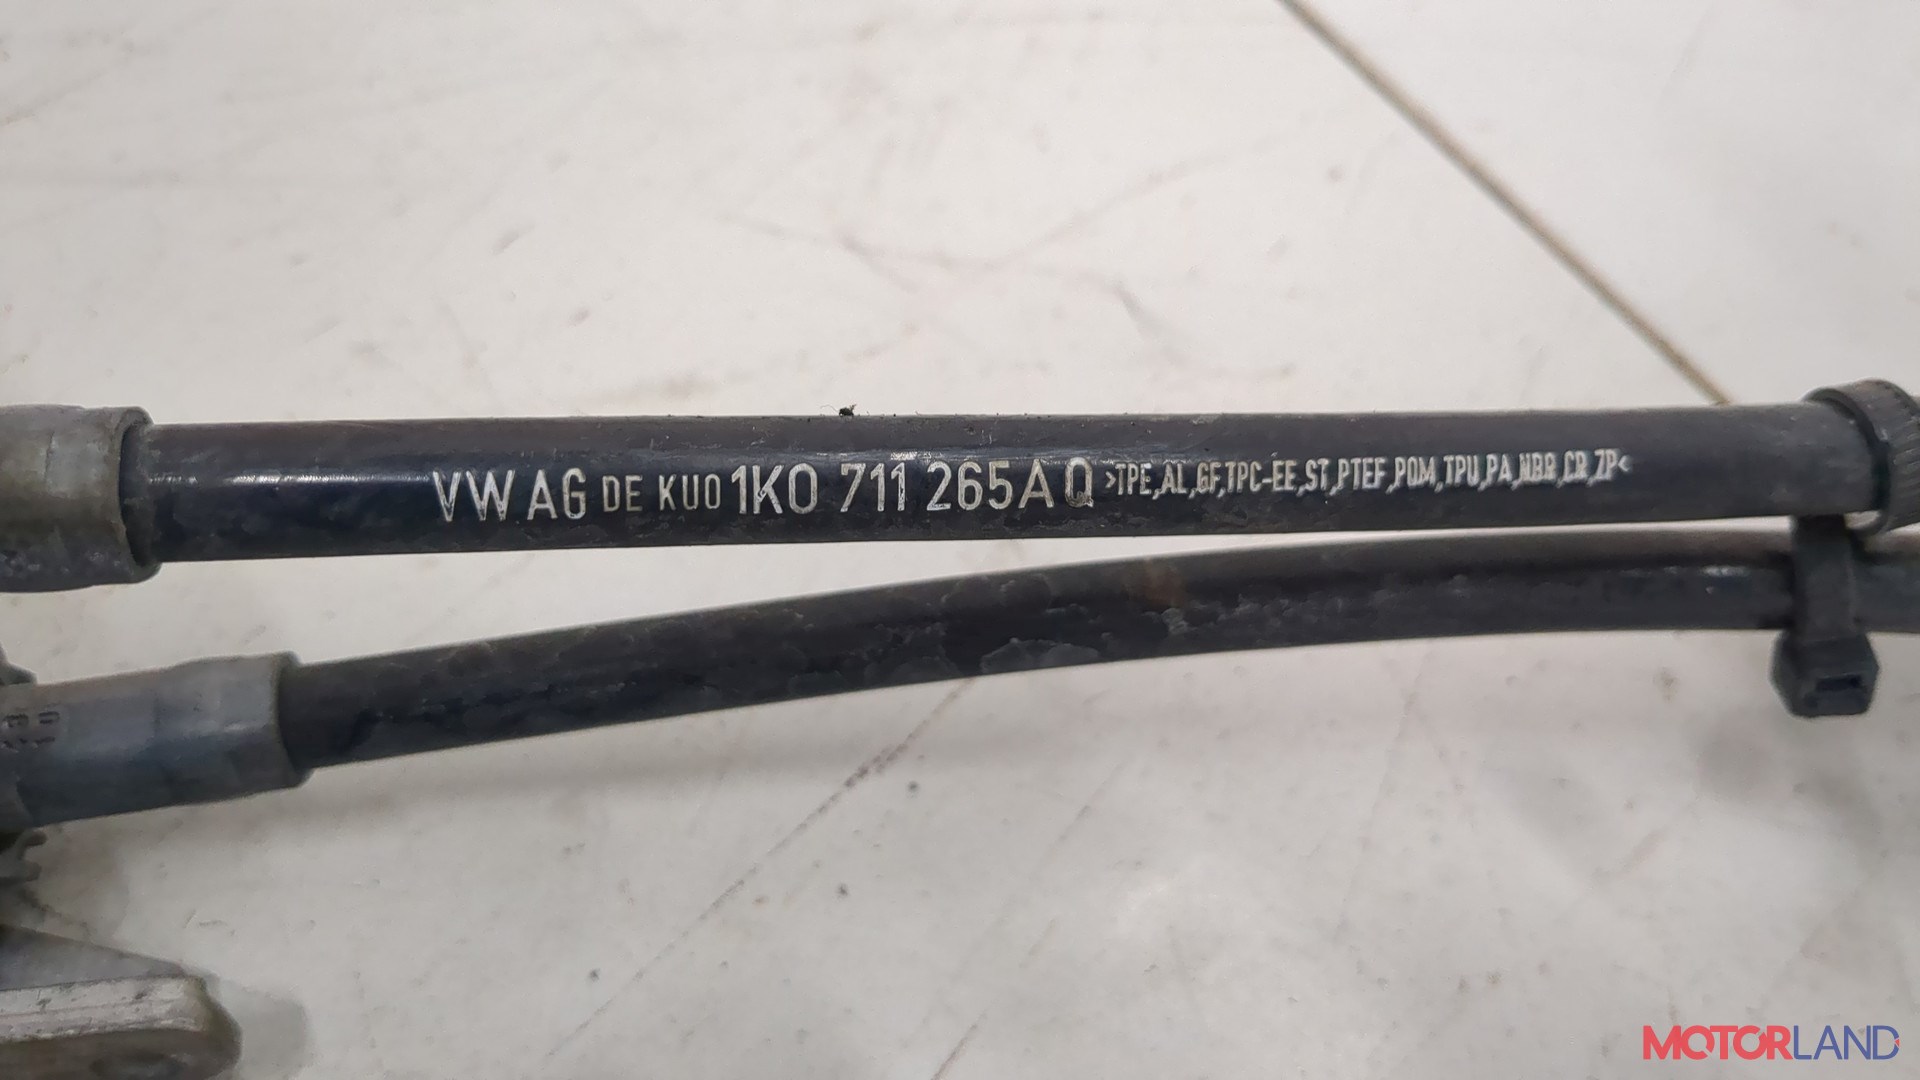 VW AG DE KUO 1K0 711 265AQ >TPE,AL,GF,TPC-EE,ST,PTEF,POM,TPU,PA,NBR,CR,ZP<
MOTORLAND